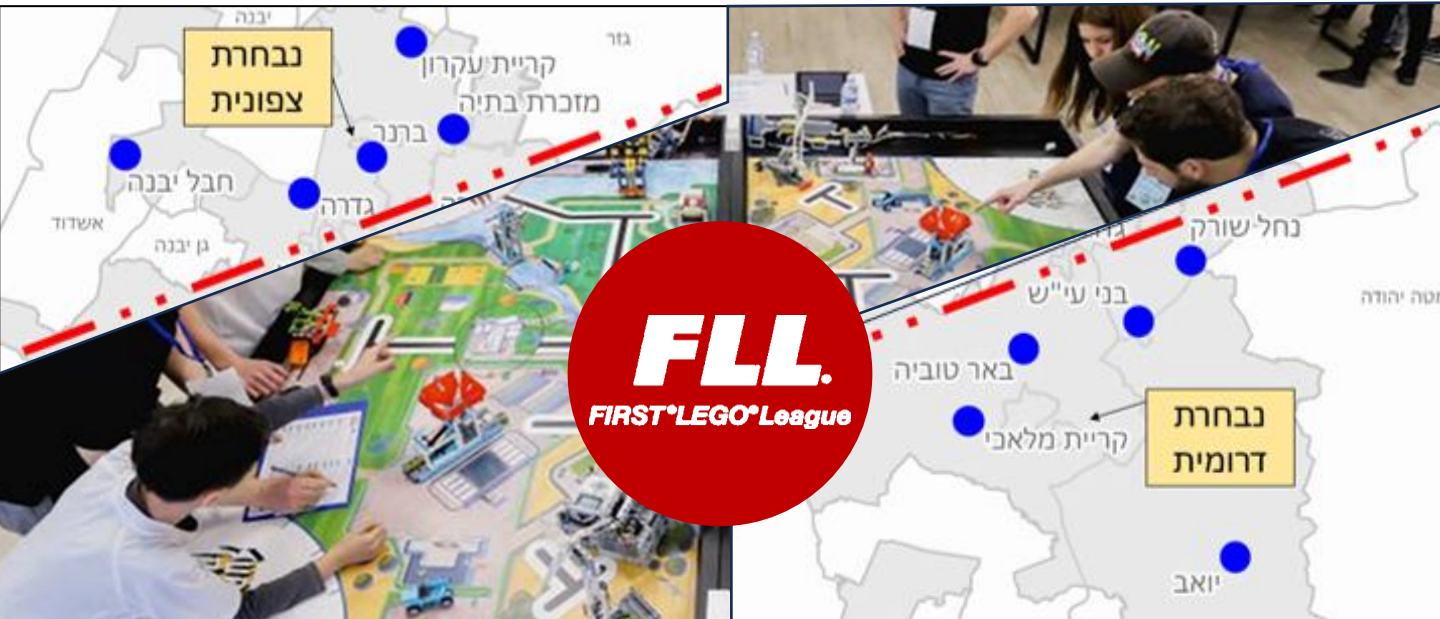 יבנה
גזר
נבחרת
צפונית
קריית עקרון
מזכרת בתיה
ברנר
חבל יבנה
גדרה
אשדוד
גן יבנה
FLL.
FIRST LEGO League
נחל שורק
בני עי"ש
מטה יהודה
באר טוביה
נבחרת
דרומית
קריית מלאכי
יואב